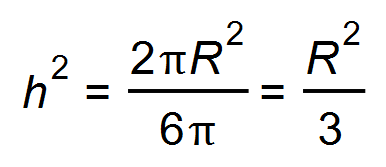 h² = 2πR²/6π = R²/3